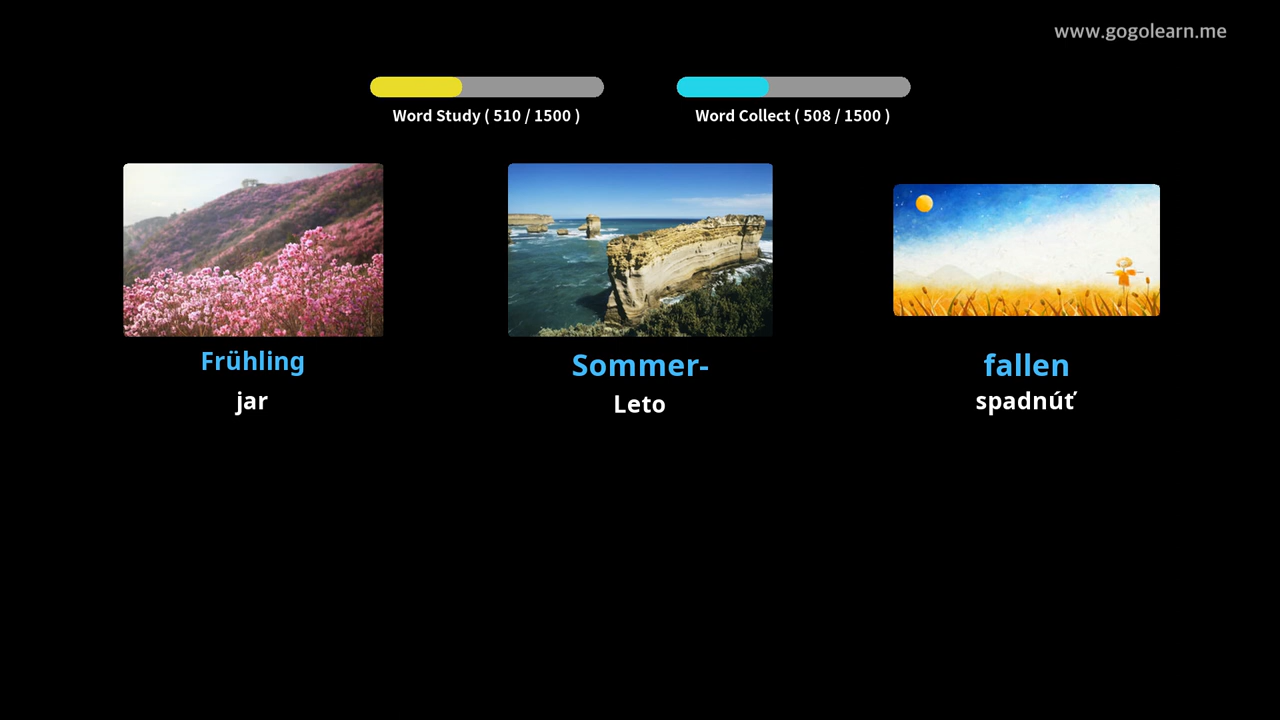 www.gogolearn.me
Word Study ( 510 / 1500 )
Word Collect ( 508 / 1500 )
Frühling
jar
Sommer-
Leto
fallen
spadnúť